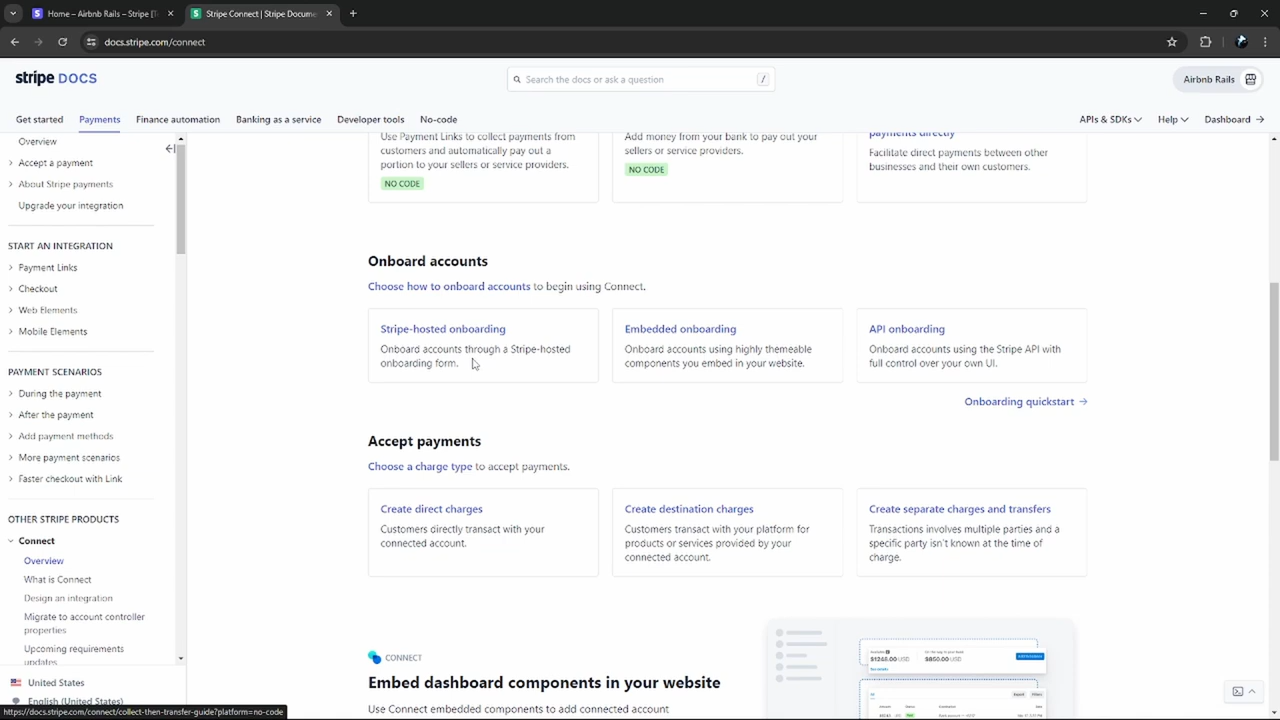 Home – Airbnb Rails – Stripe [T
Stripe Connect | Stripe Docume
docs.stripe.com/connect
stripe DOCS
Search the docs or ask a question
/
Airbnb Rails
Get started
Payments
Finance automation
Banking as a service
Developer tools
No-code
APIs & SDKs
Help
Dashboard
Overview
Accept a payment
About Stripe payments
Upgrade your integration
START AN INTEGRATION
Payment Links
Checkout
Web Elements
Mobile Elements
PAYMENT SCENARIOS
During the payment
After the payment
Add payment methods
More payment scenarios
Faster checkout with Link
OTHER STRIPE PRODUCTS
Connect
Overview
What is Connect
Design an integration
Migrate to account controller
properties
Upcoming requirements
updates
United States
English (United States)
https://docs.stripe.com/connect/collect-then-transfer-guide?platform=no-code
Use Payment Links to collect payments from
customers and automatically pay out a
portion to your sellers or service providers.
NO CODE
Add money from your bank to pay out your
sellers or service providers.
NO CODE
payments directly
Facilitate direct payments between other
businesses and their own customers.
Onboard accounts
Choose how to onboard accounts to begin using Connect.
Stripe-hosted onboarding
Onboard accounts through a Stripe-hosted
onboarding form.
Embedded onboarding
Onboard accounts using highly themeable
components you embed in your website.
API onboarding
Onboard accounts using the Stripe API with
full control over your own UI.
Onboarding quickstart →
Accept payments
Choose a charge type to accept payments.
Create direct charges
Customers directly transact with your
connected account.
Create destination charges
Customers transact with your platform for
products or services provided by your
connected account.
Create separate charges and transfers
Transactions involves multiple parties and a
specific party isn't known at the time of
charge.
CONNECT
Embed dashboard components in your website
Use Connect embedded components to add connected account